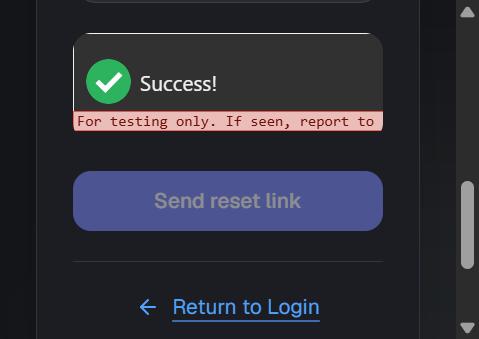 Success!
For testing only. If seen, report to
Send reset link
Return to Login